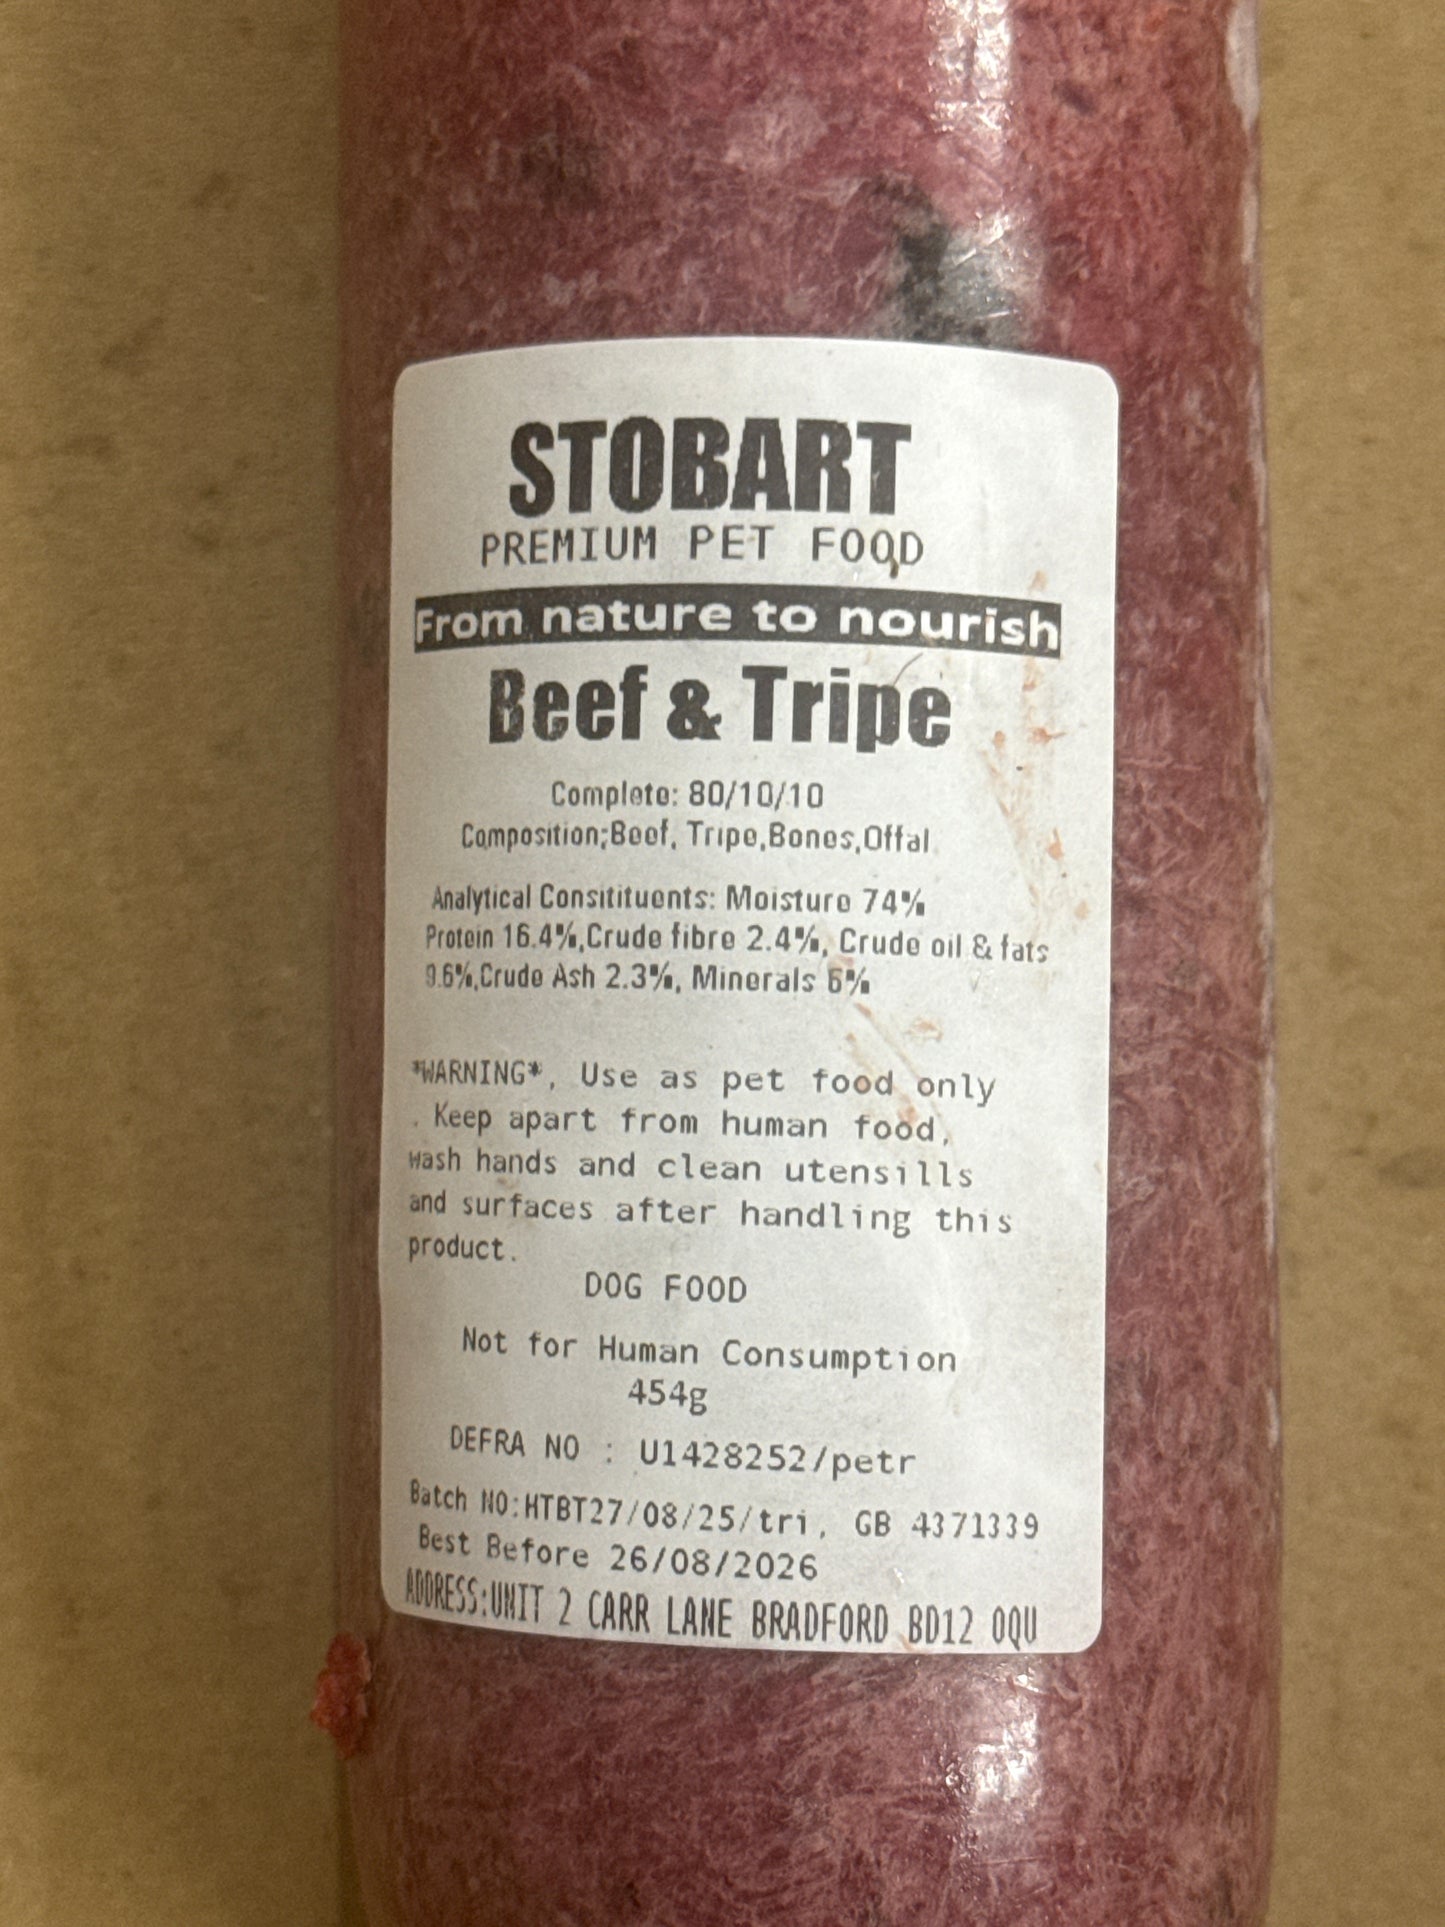 STOBART
PREMIUM PET FOOD
From nature to nourish
Beef & Tripe
Complete: 80/10/10
Composition;Beef, Tripe,Bones,Offal
Analytical Consitituents: Moisture 74%
Protein 16.4%,Crude fibre 2.4%, Crude oil & fats
9.6%,Crude Ash 2.3%, Minerals 6%
*WARNING*, Use as pet food only
. Keep apart from human food,
wash hands and clean utensills
and surfaces after handling this
product.
DOG FOOD
Not for Human Consumption
454g
DEFRA NO : U1428252/petr
Batch NO:HTBT27/08/25/tri, GB 4371339
Best Before 26/08/2026
ADDRESS:UNIT 2 CARR LANE BRADFORD BD12 0QU